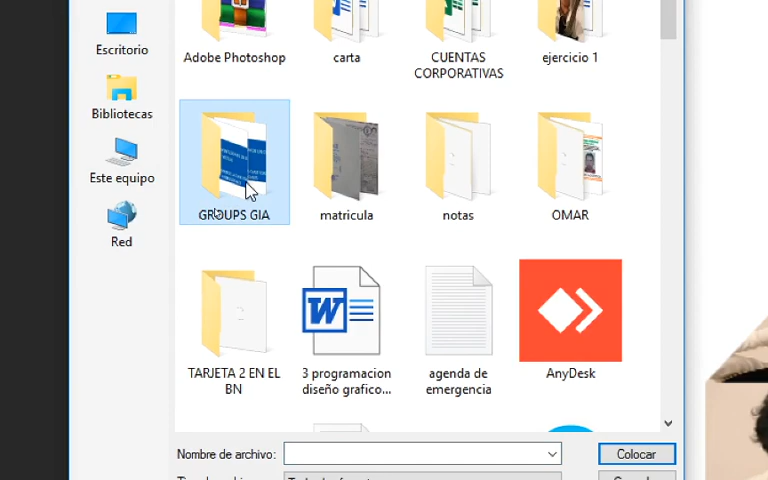 Escritorio
Bibliotecas
Este equipo
Red
Adobe Photoshop
carta
CUENTAS
CORPORATIVAS
ejercicio 1
GROUPS GIA
matricula
notas
OMAR
TARJETA 2 EN EL
BN
3 programacion
diseño grafico...
agenda de
emergencia
AnyDesk
Nombre de archivo:
Colocar